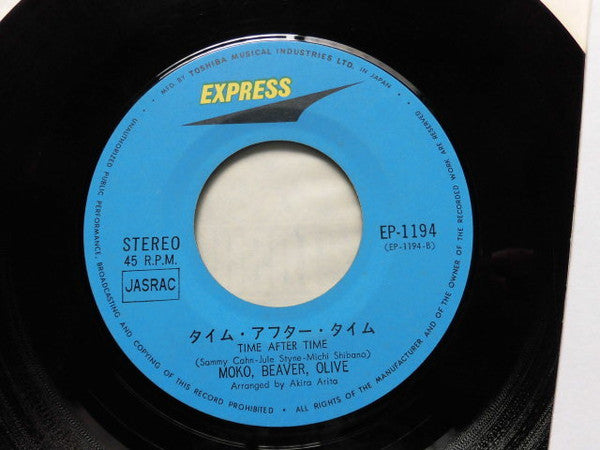 MFD. BY TOSHIBA MUSICAL INDUSTRIES LTD. IN JAPAN
EXPRESS
STEREO
45 R.P.M.
JASRAC
EP-1194
(EP-1194-B)
タイム・アフター・タイム
TIME AFTER TIME
(Sammy Cahn-Jule Styne-Michi Shibano)
MOKO, BEAVER, OLIVE
Arranged by Akira Arita
UNAUTHORIZED PUBLIC PERFORMANCE, BROADCASTING AND COPYING OF THIS RECORD PROHIBITED • ALL RIGHTS OF THE MANUFACTURER AND OF THE OWNER OF THE RECORDED WORK ARE RESERVED